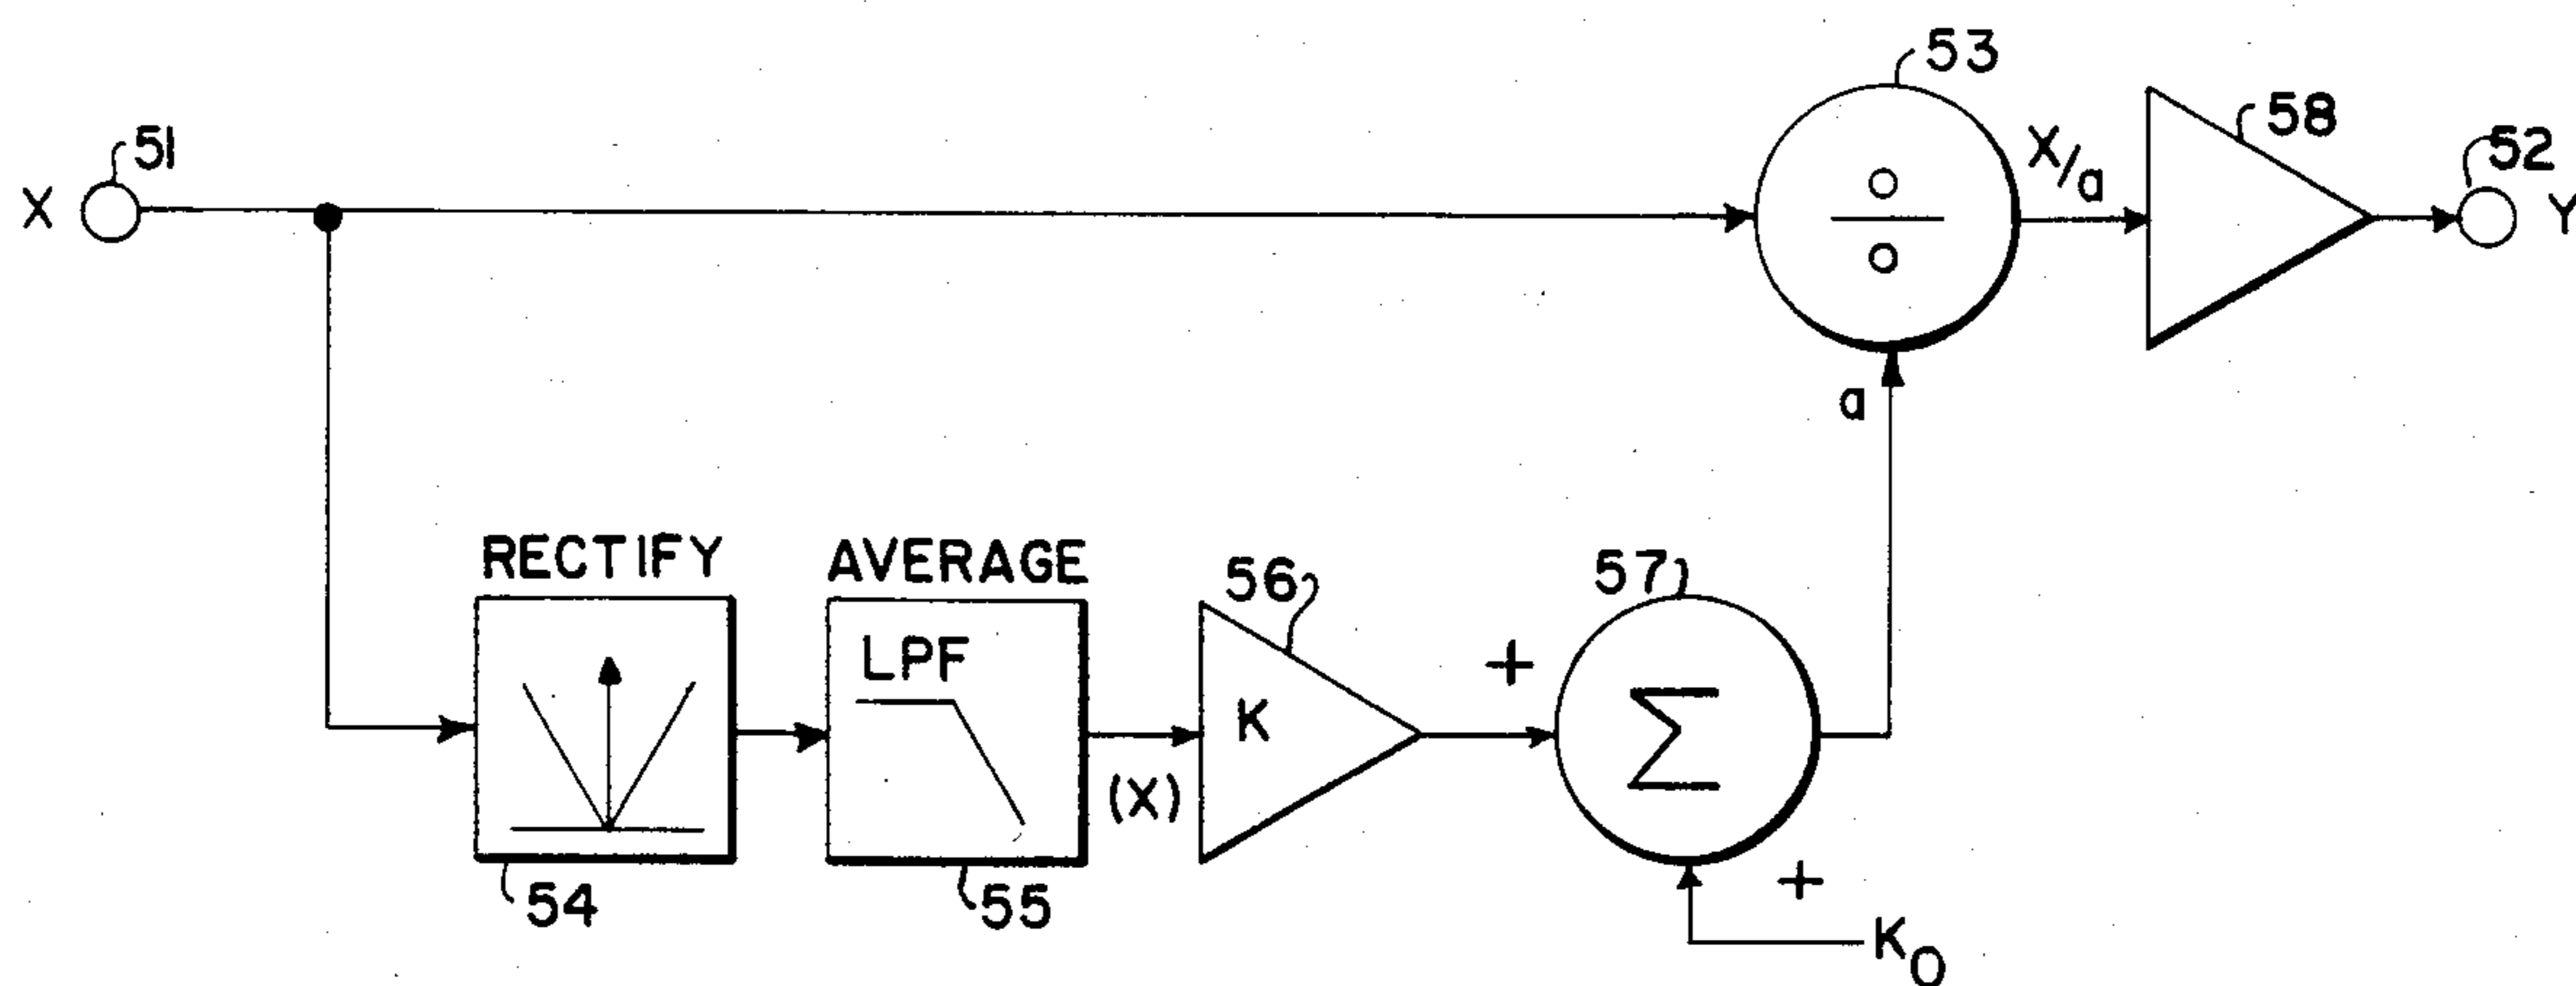 53
51
58
52
X
X/a
Y
a
RECTIFY
AVERAGE
56
57
LPF
+
K
Σ
(X)
54
55
+
K₀